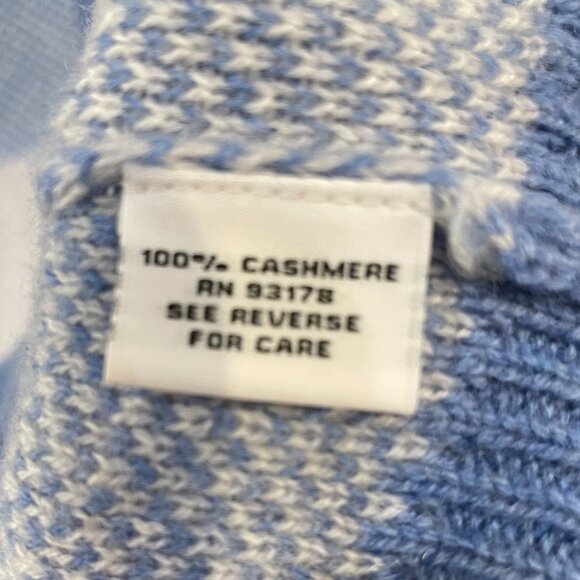 100% CASHMERE
RN 93178
SEE REVERSE
FOR CARE